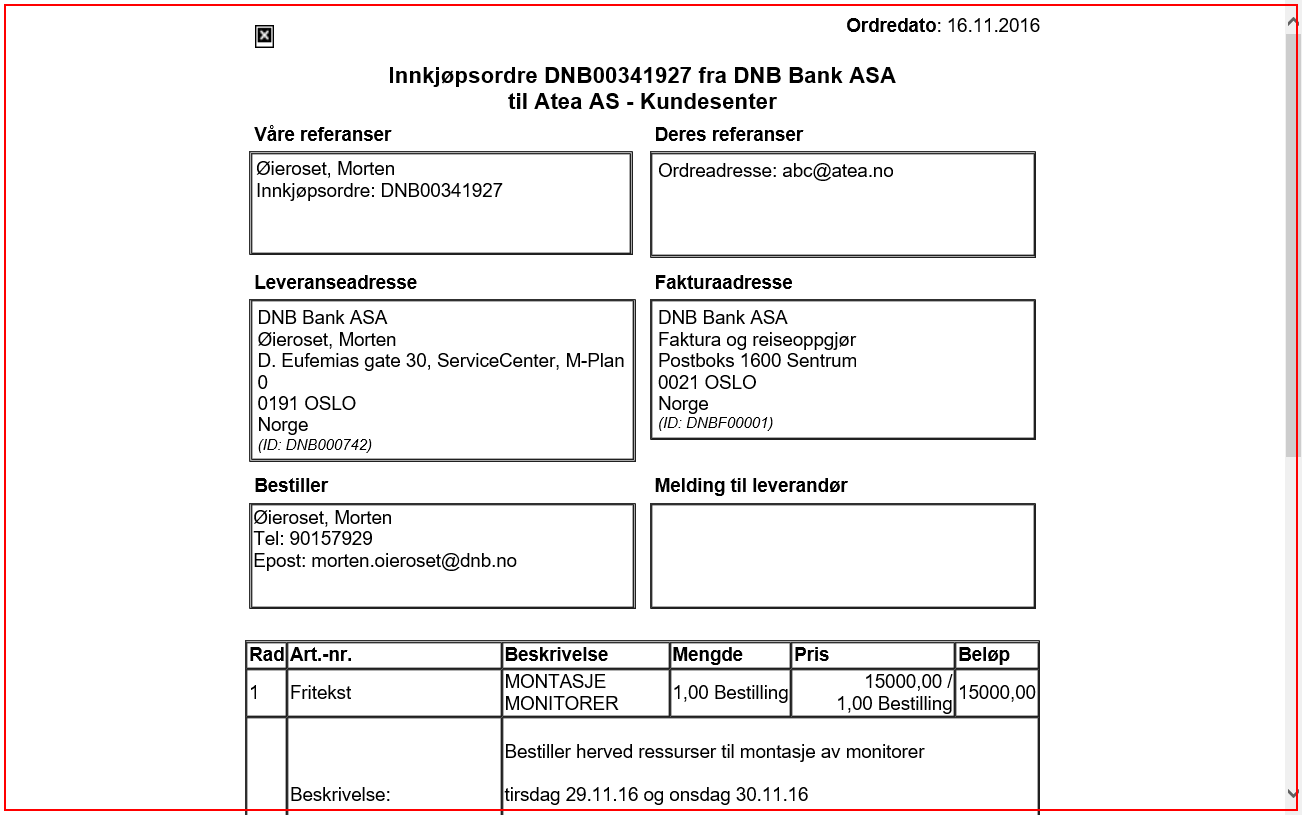 Ordredato: 16.11.2016
Innkjøpsordre DNB00341927 fra DNB Bank ASA
til Atea AS - Kundesenter
Våre referanser
Øieroset, Morten
Innkjøpsordre: DNB00341927
Deres referanser
Ordreadresse: abc@atea.no
Leveranseadresse
DNB Bank ASA
Øieroset, Morten
D. Eufemias gate 30, ServiceCenter, M-Plan
0
0191 OSLO
Norge
(ID: DNB000742)
Fakturaadresse
DNB Bank ASA
Faktura og reiseoppgjør
Postboks 1600 Sentrum
0021 OSLO
Norge
(ID: DNBF00001)
Bestiller
Øieroset, Morten
Tel: 90157929
Epost: morten.oieroset@dnb.no
Melding til leverandør
Rad Art.-nr. Beskrivelse Mengde Pris Beløp
1 Fritekst MONTASJE MONITORER 1,00 Bestilling 15000,00 / 1,00 Bestilling 15000,00
Bestiller herved ressurser til montasje av monitorer
Beskrivelse: tirsdag 29.11.16 og onsdag 30.11.16